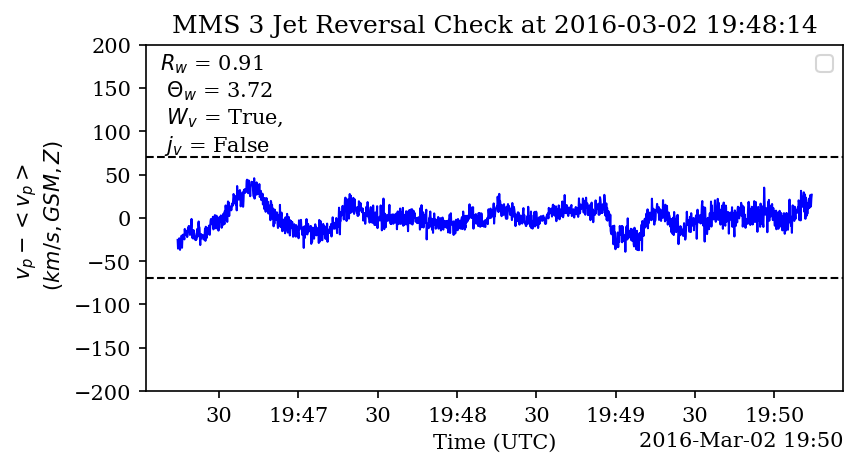 MMS 3 Jet Reversal Check at 2016-03-02 19:48:14
R_w = 0.91
Θ_w = 3.72
W_v = True,
j_v = False
v_p − < v_p >
(km/s, GSM, Z)
200
150
100
50
0
−50
−100
−150
−200
30 19:47 30 19:48 30 19:49 30 19:50
Time (UTC)
2016-Mar-02 19:50